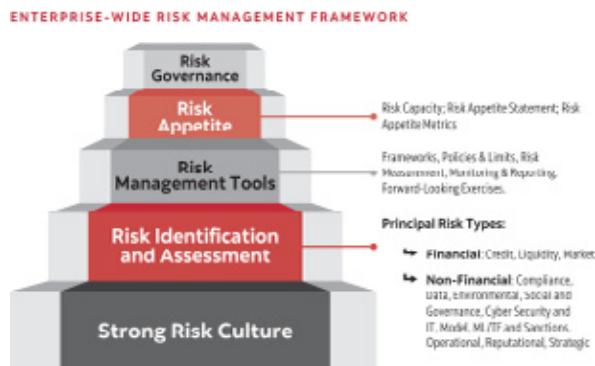 ENTERPRISE-WIDE RISK MANAGEMENT FRAMEWORK
Risk
Governance
Risk
Appetite
Risk Capacity; Risk Appetite Statement; Risk
Appetite Metrics
Risk
Management Tools
Frameworks, Policies & Limits, Risk
Measurement, Monitoring & Reporting,
Forward-Looking Exercises.
Risk Identification
and Assessment
Principal Risk Types:
Financial: Credit, Liquidity, Market
Non-Financial: Compliance,
Data, Environmental, Social and
Governance, Cyber Security and
IT, Model, ML/TF and Sanctions,
Operational, Reputational, Strategic
Strong Risk Culture